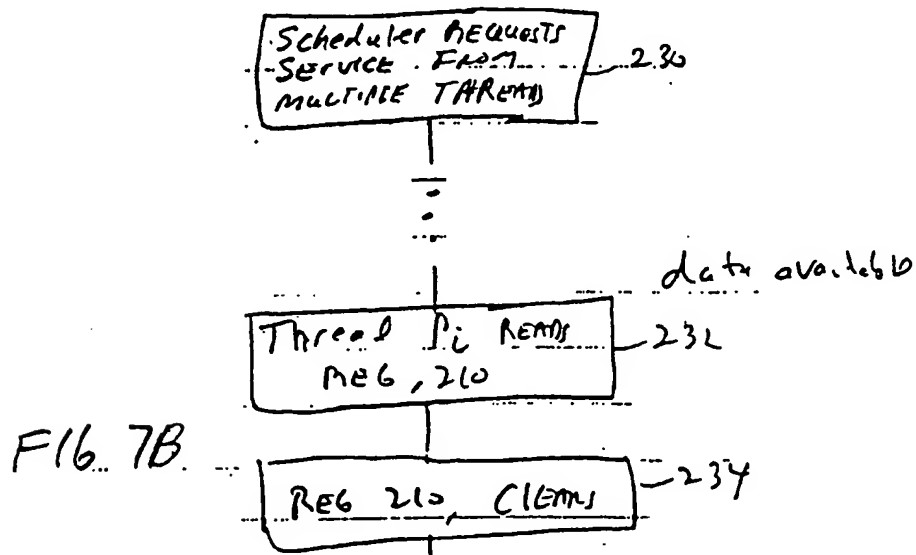 Scheduler REQUESTS
SERVICE FROM
MULTIPLE THREADS
230
data available
Thread Pi READS
REG, 210
232
FIG. 7B
REG 210, CLEARS
234